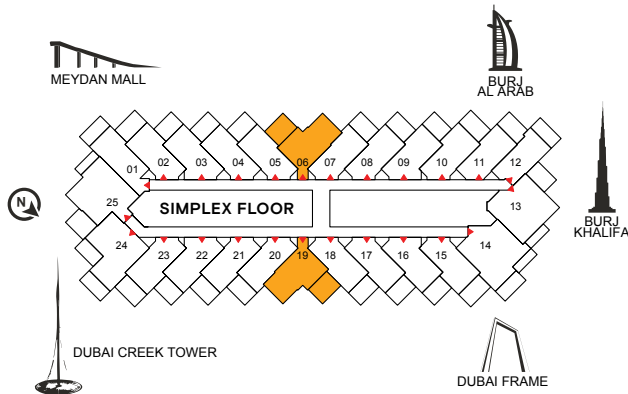 MEYDAN MALL
BURJ
AL ARAB
01 02 03 04 05 06 07 08 09 10 11 12
N
25
SIMPLEX FLOOR
13
BURJ
KHALIFA
24 23 22 21 20 19 18 17 16 15 14
DUBAI CREEK TOWER
DUBAI FRAME